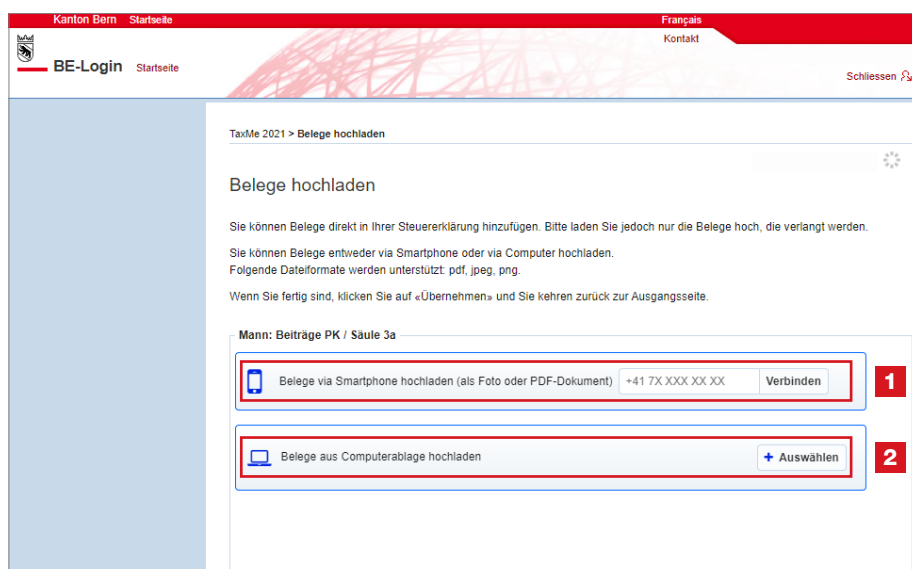 Kanton Bern Startseite Français
Kontakt
BE-Login Startseite
Schliessen
TaxMe 2021 > Belege hochladen
Belege hochladen
Sie können Belege direkt in Ihrer Steuererklärung hinzufügen. Bitte laden Sie jedoch nur die Belege hoch, die verlangt werden.
Sie können Belege entweder via Smartphone oder via Computer hochladen.
Folgende Dateiformate werden unterstützt: pdf, jpeg, png.
Wenn Sie fertig sind, klicken Sie auf «Übernehmen» und Sie kehren zurück zur Ausgangsseite.
Mann: Beiträge PK / Säule 3a
Belege via Smartphone hochladen (als Foto oder PDF-Dokument) +41 7X XXX XX XX Verbinden 1
Belege aus Computerablage hochladen + Auswählen 2